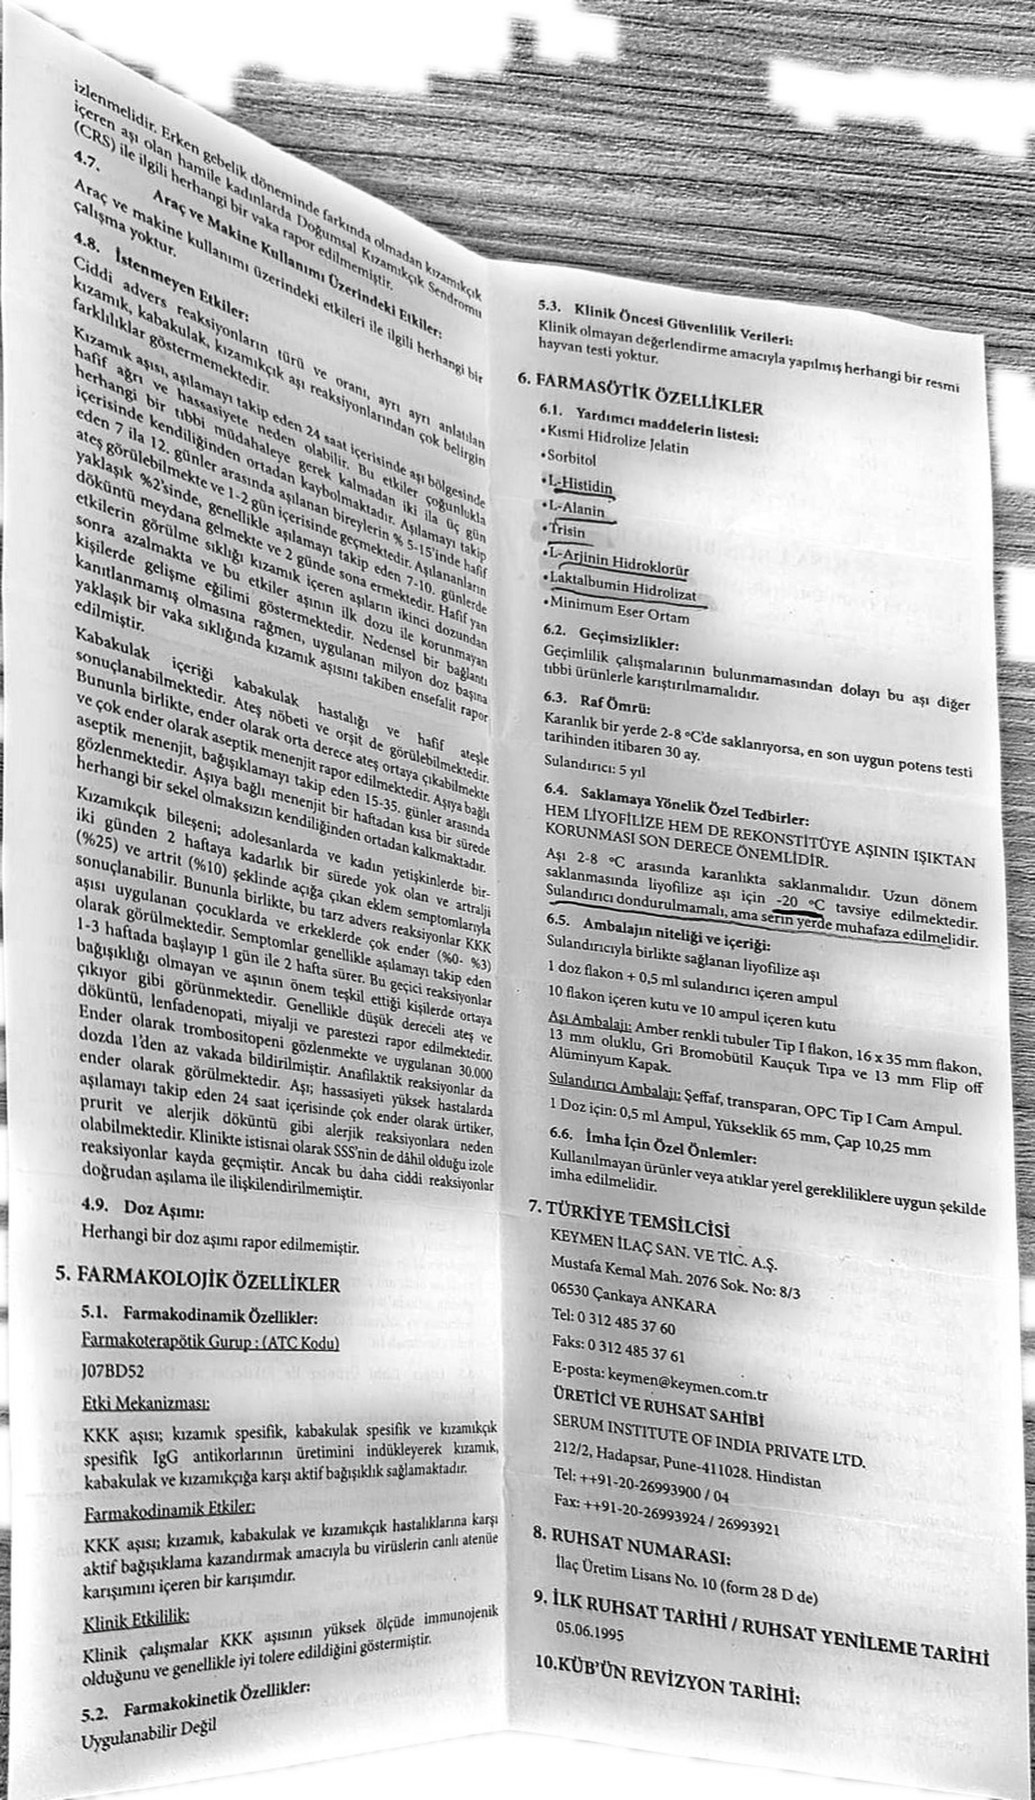 izlenmelidir. Erken gebelik döneminde farkında olmadan kızamıkçık
içeren aşı olan hamile kadınlarda Doğumsal Kızamıkçık Sendromu
(CRS) ile ilgili herhangi bir vaka rapor edilmemiştir.
4.7. Araç ve Makine Kullanımı Üzerindeki Etkiler:
Araç ve makine kullanımı üzerindeki etkileri ile ilgili herhangi bir
çalışma yoktur.
4.8. İstenmeyen Etkiler:
Ciddi advers reaksiyonların türü ve oranı, ayrı ayrı anlatılan
kızamık, kabakulak, kızamıkçık aşı reaksiyonlarından çok belirgin
farklılıklar göstermemektedir.
Kızamık aşısı, aşılamayı takip eden 24 saat içerisinde aşı bölgesinde
hafif ağrı ve hassasiyete neden olabilir. Bu etkiler çoğunlukla
herhangi bir tıbbi müdahaleye gerek kalmadan iki ila üç gün
içerisinde kendiliğinden ortadan kaybolmaktadır. Aşılamayı takip
eden 7 ila 12. günler arasında aşılanan bireylerin % 5-15'inde hafif
ateş görülebilmekte ve 1-2 gün içerisinde geçmektedir. Aşılananların
yaklaşık %2'sinde, genellikle aşılamayı takip eden 7-10. günlerde
döküntü meydana gelmekte ve 2 günde sona ermektedir. Hafif yan
etkilerin görülme sıklığı kızamık içeren aşıların ikinci dozundan
sonra azalmakta ve bu etkiler aşının ilk dozu ile korunmayan
kişilerde gelişme eğilimi göstermektedir. Nedensel bir bağlantı
kanıtlanmamış olmasına rağmen, uygulanan milyon doz başına
yaklaşık bir vaka sıklığında kızamık aşısını takiben ensefalit rapor
edilmiştir.
Kabakulak içeriği kabakulak hastalığı ve hafif ateşle
sonuçlanabilmektedir. Ateş nöbeti ve orşit de görülebilmektedir.
Bununla birlikte, ender olarak orta derece ateş ortaya çıkabilmekte
ve çok ender olarak aseptik menenjit rapor edilmektedir. Aşıya bağlı
aseptik menenjit, bağışıklamayı takip eden 15-35. günler arasında
gözlenmektedir. Aşıya bağlı menenjit bir haftadan kısa bir sürede
herhangi bir sekel olmaksızın kendiliğinden ortadan kalkmaktadır.
Kızamıkçık bileşeni; adolesanlarda ve kadın yetişkinlerde bir-
iki günden 2 haftaya kadarlık bir sürede yok olan ve artralji
(%25) ve artrit (%10) şeklinde açığa çıkan eklem semptomlarıyla
sonuçlanabilir. Bununla birlikte, bu tarz advers reaksiyonlar KKK
aşısı uygulanan çocuklarda ve erkeklerde çok ender (%0- %3)
olarak görülmektedir. Semptomlar genellikle aşılamayı takip eden
1-3 haftada başlayıp 1 gün ile 2 hafta sürer. Bu geçici reaksiyonlar
bağışıklığı olmayan ve aşının önem teşkil ettiği kişilerde ortaya
çıkıyor gibi görünmektedir. Genellikle düşük dereceli ateş ve
döküntü, lenfadenopati, miyalji ve parestezi rapor edilmektedir.
Ender olarak trombositopeni gözlenmekte ve uygulanan 30.000
dozda 1'den az vakada bildirilmiştir. Anafilaktik reaksiyonlar da
ender olarak görülmektedir. Aşı; hassasiyeti yüksek hastalarda
aşılamayı takip eden 24 saat içerisinde çok ender olarak ürtiker,
prurit ve alerjik döküntü gibi alerjik reaksiyonlara neden
olabilmektedir. Klinikte istisnai olarak SSS'nin de dâhil olduğu izole
reaksiyonlar kayda geçmiştir. Ancak bu daha ciddi reaksiyonlar
doğrudan aşılama ile ilişkilendirilmemiştir.
4.9. Doz Aşımı:
Herhangi bir doz aşımı rapor edilmemiştir.
5. FARMAKOLOJİK ÖZELLİKLER
5.1. Farmakodinamik Özellikler:
Farmakoterapötik Gurup : (ATC Kodu)
J07BD52
Etki Mekanizması:
KKK aşısı; kızamık spesifik, kabakulak spesifik ve kızamıkçık
spesifik IgG antikorlarının üretimini indükleyerek kızamık,
kabakulak ve kızamıkçığa karşı aktif bağışıklık sağlamaktadır.
Farmakodinamik Etkiler:
KKK aşısı; kızamık, kabakulak ve kızamıkçık hastalıklarına karşı
aktif bağışıklama kazandırmak amacıyla bu virüslerin canlı atenüe
karışımını içeren bir karışımdır.
Klinik Etkililik:
Klinik çalışmalar KKK aşısının yüksek ölçüde immunojenik
olduğunu ve genellikle iyi tolere edildiğini göstermiştir.
5.2. Farmakokinetik Özellikler:
Uygulanabilir Değil
5.3. Klinik Öncesi Güvenlilik Verileri:
Klinik olmayan değerlendirme amacıyla yapılmış herhangi bir resmi
hayvan testi yoktur.
6. FARMASÖTİK ÖZELLİKLER
6.1. Yardımcı maddelerin listesi:
•Kısmi Hidrolize Jelatin
•Sorbitol
•L-Histidin
•L-Alanin
•Trisin
•L-Arjinin Hidroklorür
•Laktalbumin Hidrolizat
•Minimum Eser Ortam
6.2. Geçimsizlikler:
Geçimlilik çalışmalarının bulunmamasından dolayı bu aşı diğer
tıbbi ürünlerle karıştırılmamalıdır.
6.3. Raf Ömrü:
Karanlık bir yerde 2-8 ºC'de saklanıyorsa, en son uygun potens testi
tarihinden itibaren 30 ay.
Sulandırıcı: 5 yıl
6.4. Saklamaya Yönelik Özel Tedbirler:
HEM LİYOFİLİZE HEM DE REKONSTİTÜYE AŞININ IŞIKTAN
KORUNMASI SON DERECE ÖNEMLİDİR.
Aşı 2-8 ºC arasında karanlıkta saklanmalıdır. Uzun dönem
saklanmasında liyofilize aşı için -20 ºC tavsiye edilmektedir.
Sulandırıcı dondurulmamalı, ama serin yerde muhafaza edilmelidir.
6.5. Ambalajın niteliği ve içeriği:
Sulandırıcıyla birlikte sağlanan liyofilize aşı
1 doz flakon + 0,5 ml sulandırıcı içeren ampul
10 flakon içeren kutu ve 10 ampul içeren kutu
Aşı Ambalajı: Amber renkli tubuler Tip I flakon, 16 x 35 mm flakon,
13 mm oluklu, Gri Bromobütil Kauçuk Tıpa ve 13 mm Flip off
Alüminyum Kapak.
Sulandırıcı Ambalajı: Şeffaf, transparan, OPC Tip I Cam Ampul.
1 Doz için: 0,5 ml Ampul, Yükseklik 65 mm, Çap 10,25 mm
6.6. İmha İçin Özel Önlemler:
Kullanılmayan ürünler veya atıklar yerel gerekliliklere uygun şekilde
imha edilmelidir.
7. TÜRKİYE TEMSİLCİSİ
KEYMEN İLAÇ SAN. VE TİC. A.Ş.
Mustafa Kemal Mah. 2076 Sok. No: 8/3
06530 Çankaya ANKARA
Tel: 0 312 485 37 60
Faks: 0 312 485 37 61
E-posta: keymen@keymen.com.tr
ÜRETİCİ VE RUHSAT SAHİBİ
SERUM INSTITUTE OF INDIA PRIVATE LTD.
212/2, Hadapsar, Pune-411028. Hindistan
Tel: ++91-20-26993900 / 04
Fax: ++91-20-26993924 / 26993921
8. RUHSAT NUMARASI:
İlaç Üretim Lisans No. 10 (form 28 D de)
9. İLK RUHSAT TARİHİ / RUHSAT YENİLEME TARİHİ
05.06.1995
10.KÜB'ÜN REVİZYON TARİHİ: